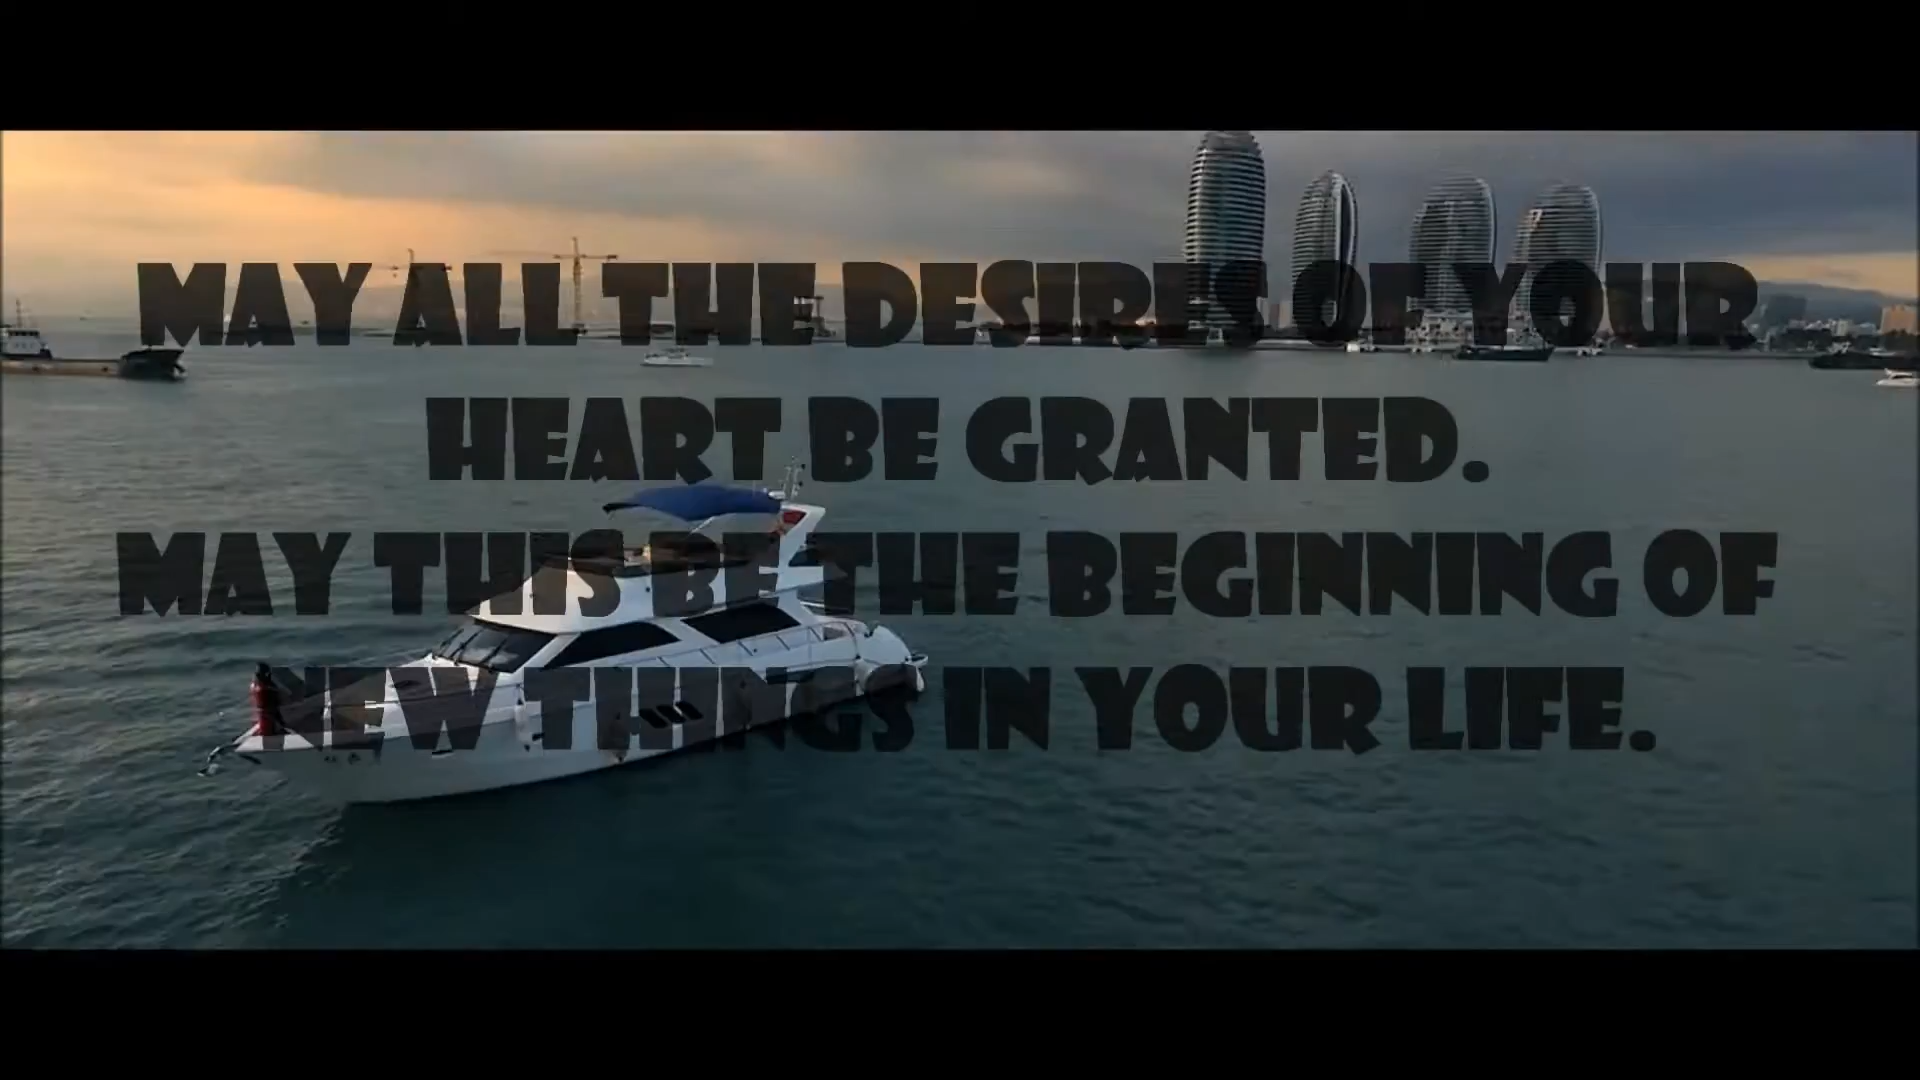 MAY ALL THE DESIRES OF YOUR
HEART BE GRANTED.
MAY THIS BE THE BEGINNING OF
NEW THINGS IN YOUR LIFE.